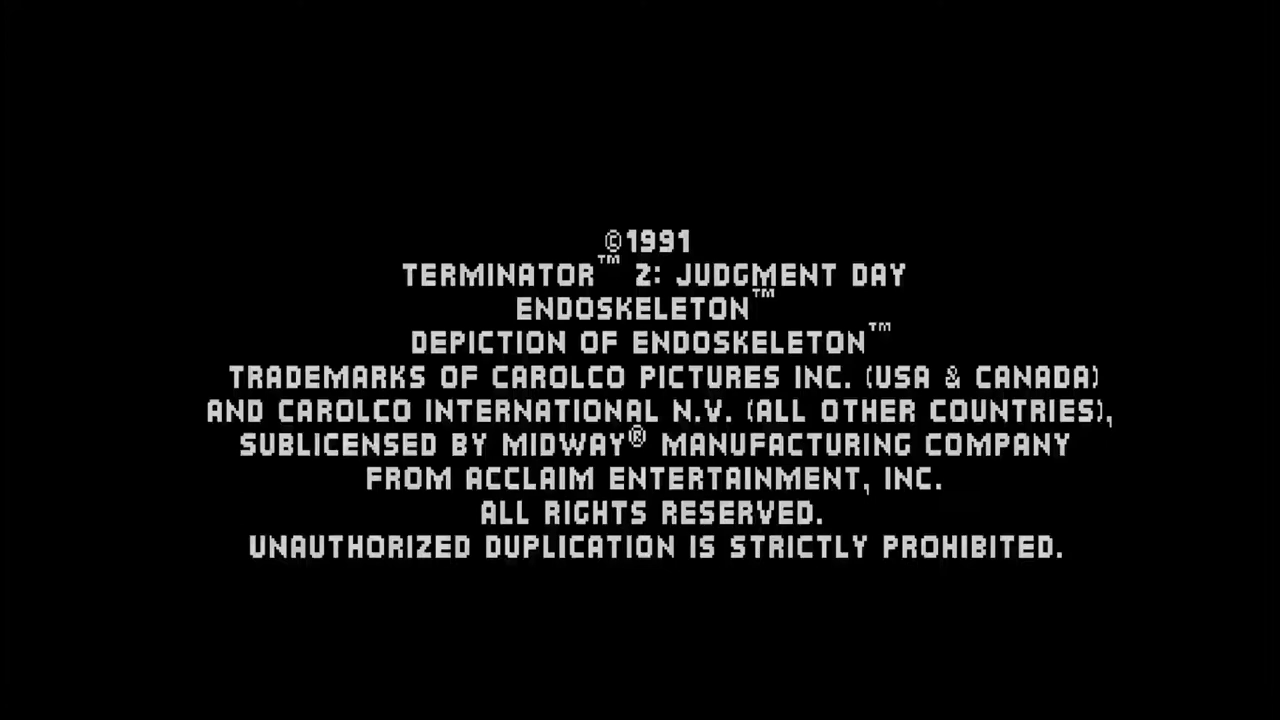 ©1991
TERMINATOR™ 2: JUDGMENT DAY
ENDOSKELETON™
DEPICTION OF ENDOSKELETON™
TRADEMARKS OF CAROLCO PICTURES INC. (USA & CANADA)
AND CAROLCO INTERNATIONAL N.V. (ALL OTHER COUNTRIES),
SUBLICENSED BY MIDWAY® MANUFACTURING COMPANY
FROM ACCLAIM ENTERTAINMENT, INC.
ALL RIGHTS RESERVED.
UNAUTHORIZED DUPLICATION IS STRICTLY PROHIBITED.